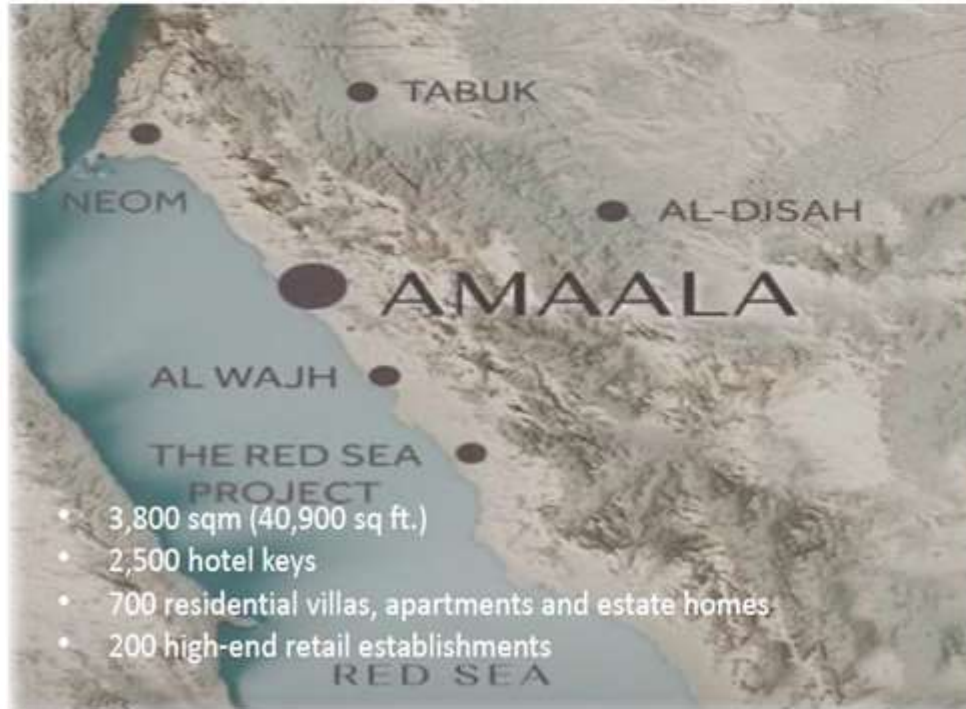 TABUK
NEOM
AL-DISAH
AMAALA
AL WAJH
THE RED SEA
PROJECT
• 3,800 sqm (40,900 sq ft.)
• 2,500 hotel keys
• 700 residential villas, apartments and estate homes
• 200 high-end retail establishments
RED SEA